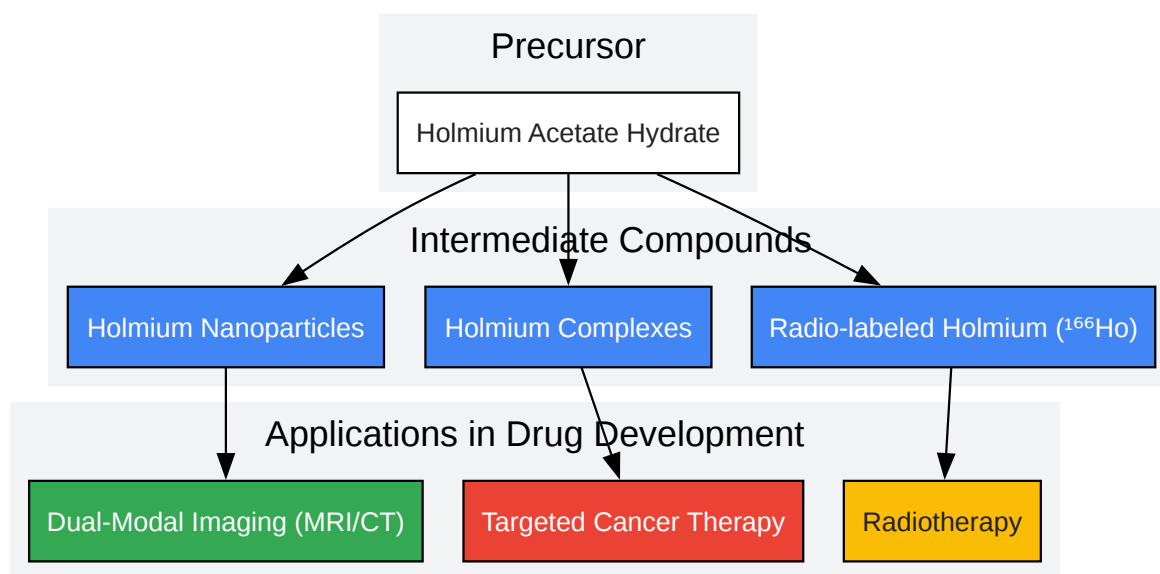 Precursor
Holmium Acetate Hydrate
Intermediate Compounds
Holmium Nanoparticles
Holmium Complexes
Radio-labeled Holmium (¹⁶⁶Ho)
Applications in Drug Development
Dual-Modal Imaging (MRI/CT)
Targeted Cancer Therapy
Radiotherapy